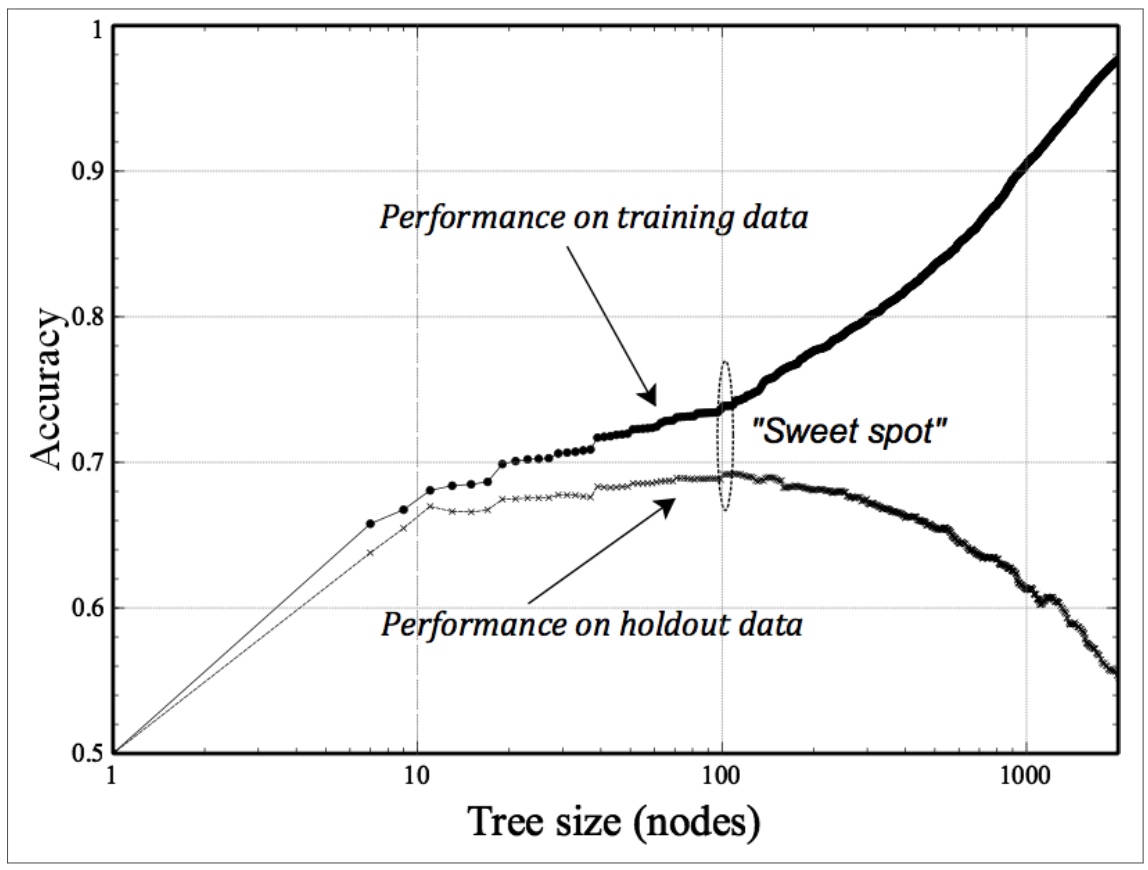 1
0.9
Performance on training data
0.8
Accuracy
"Sweet spot"
0.7
0.6
Performance on holdout data
0.5
1
10
100
1000
Tree size (nodes)